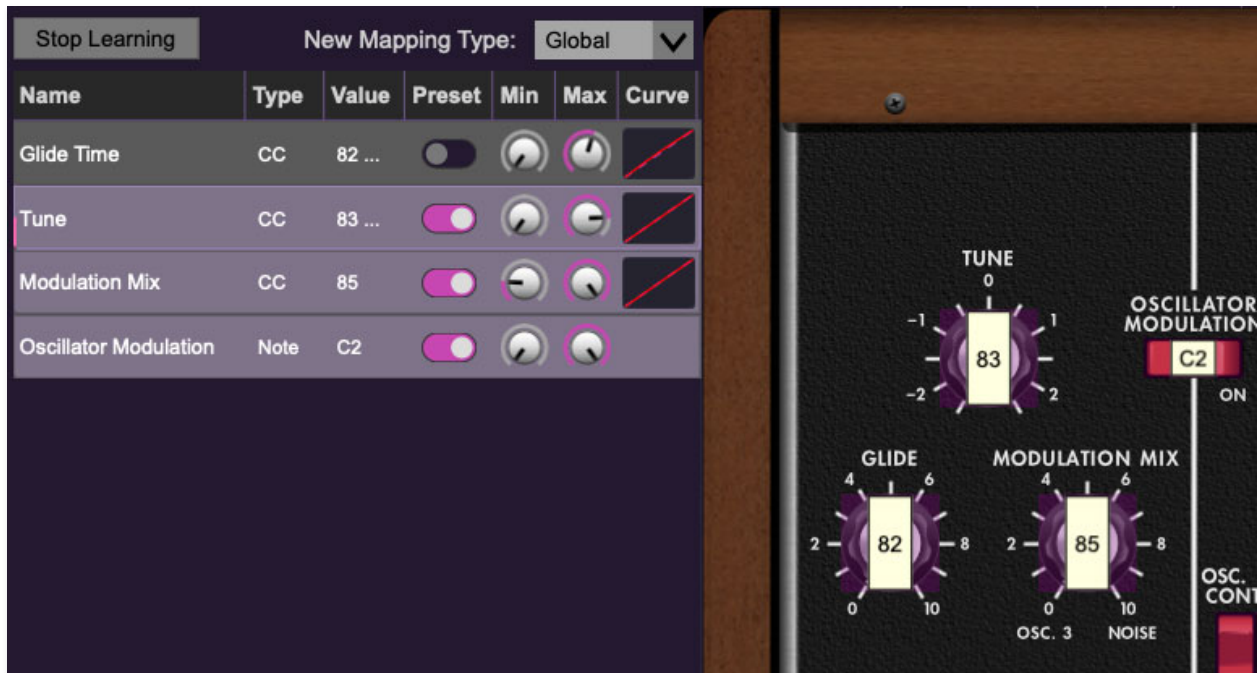 Stop Learning New Mapping Type: Global
Name Type Value Preset Min Max Curve
Glide Time CC 82 ...
Tune CC 83 ...
Modulation Mix CC 85
Oscillator Modulation Note C2
TUNE
0
-1 1
83
-2 2
OSCILLATOR
MODULATION
C2
ON
GLIDE
4 6
2 82 8
0 10
MODULATION MIX
4 6
2 85 8
0 10
OSC. 3 NOISE
OSC.
CONT